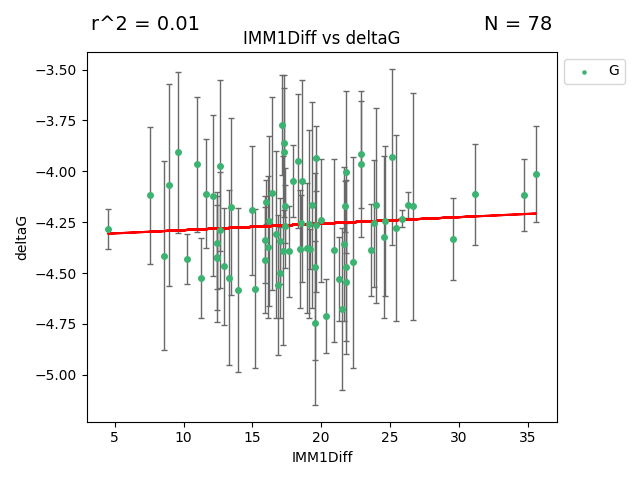 r^2 = 0.01
N = 78
IMM1Diff vs deltaG
G
deltaG
−3.50
−3.75
−4.00
−4.25
−4.50
−4.75
−5.00
5
10
15
20
25
30
35
IMM1Diff